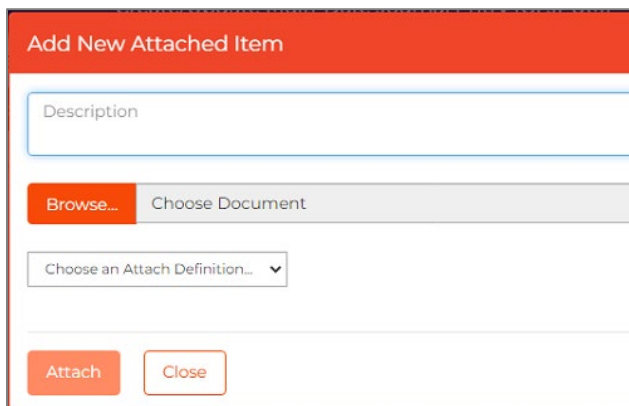 Add New Attached Item
Description
Browse... Choose Document
Choose an Attach Definition...
Attach Close